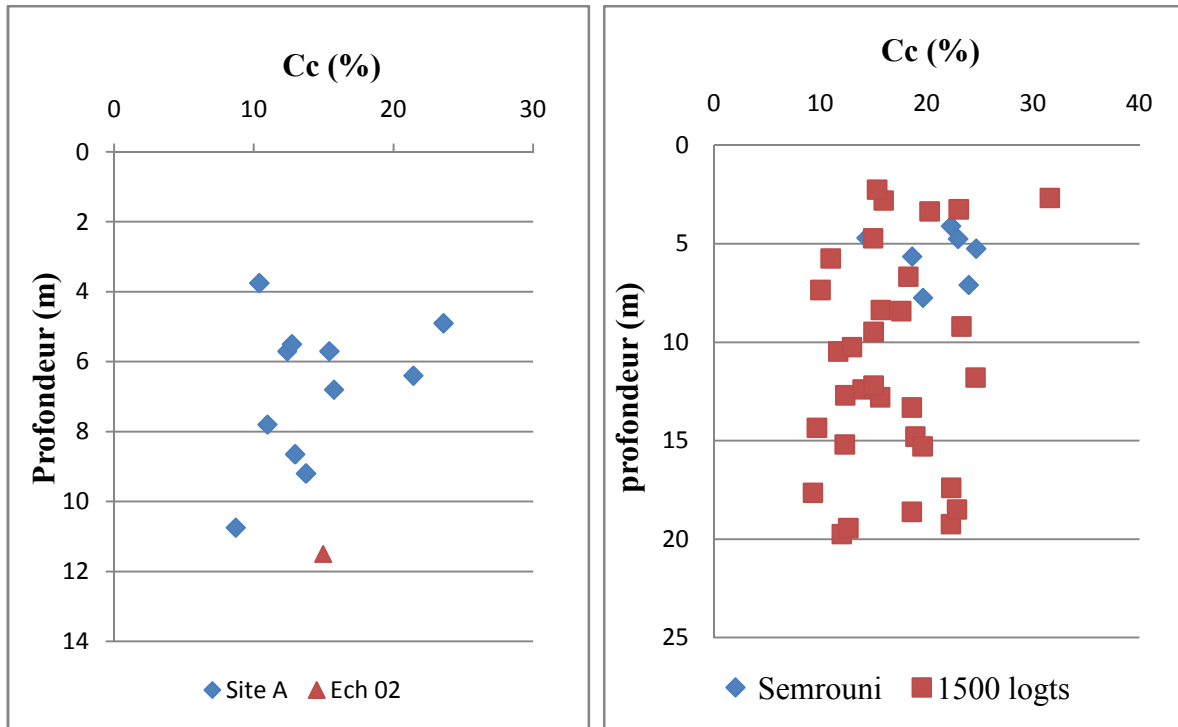 Cc (%)
0 10 20 30
0
2
4
6
8
10
12
14
Profondeur (m)
Site A Ech 02
Cc (%)
0 10 20 30 40
0
5
10
15
20
25
profondeur (m)
Semrouni 1500 logts